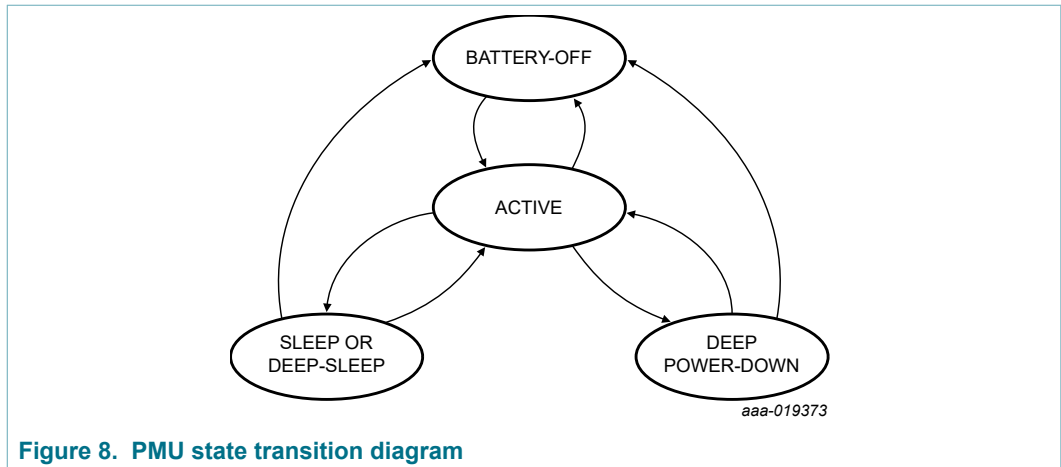 BATTERY-OFF
ACTIVE
SLEEP OR
DEEP-SLEEP
DEEP
POWER-DOWN
aaa-019373
Figure 8. PMU state transition diagram